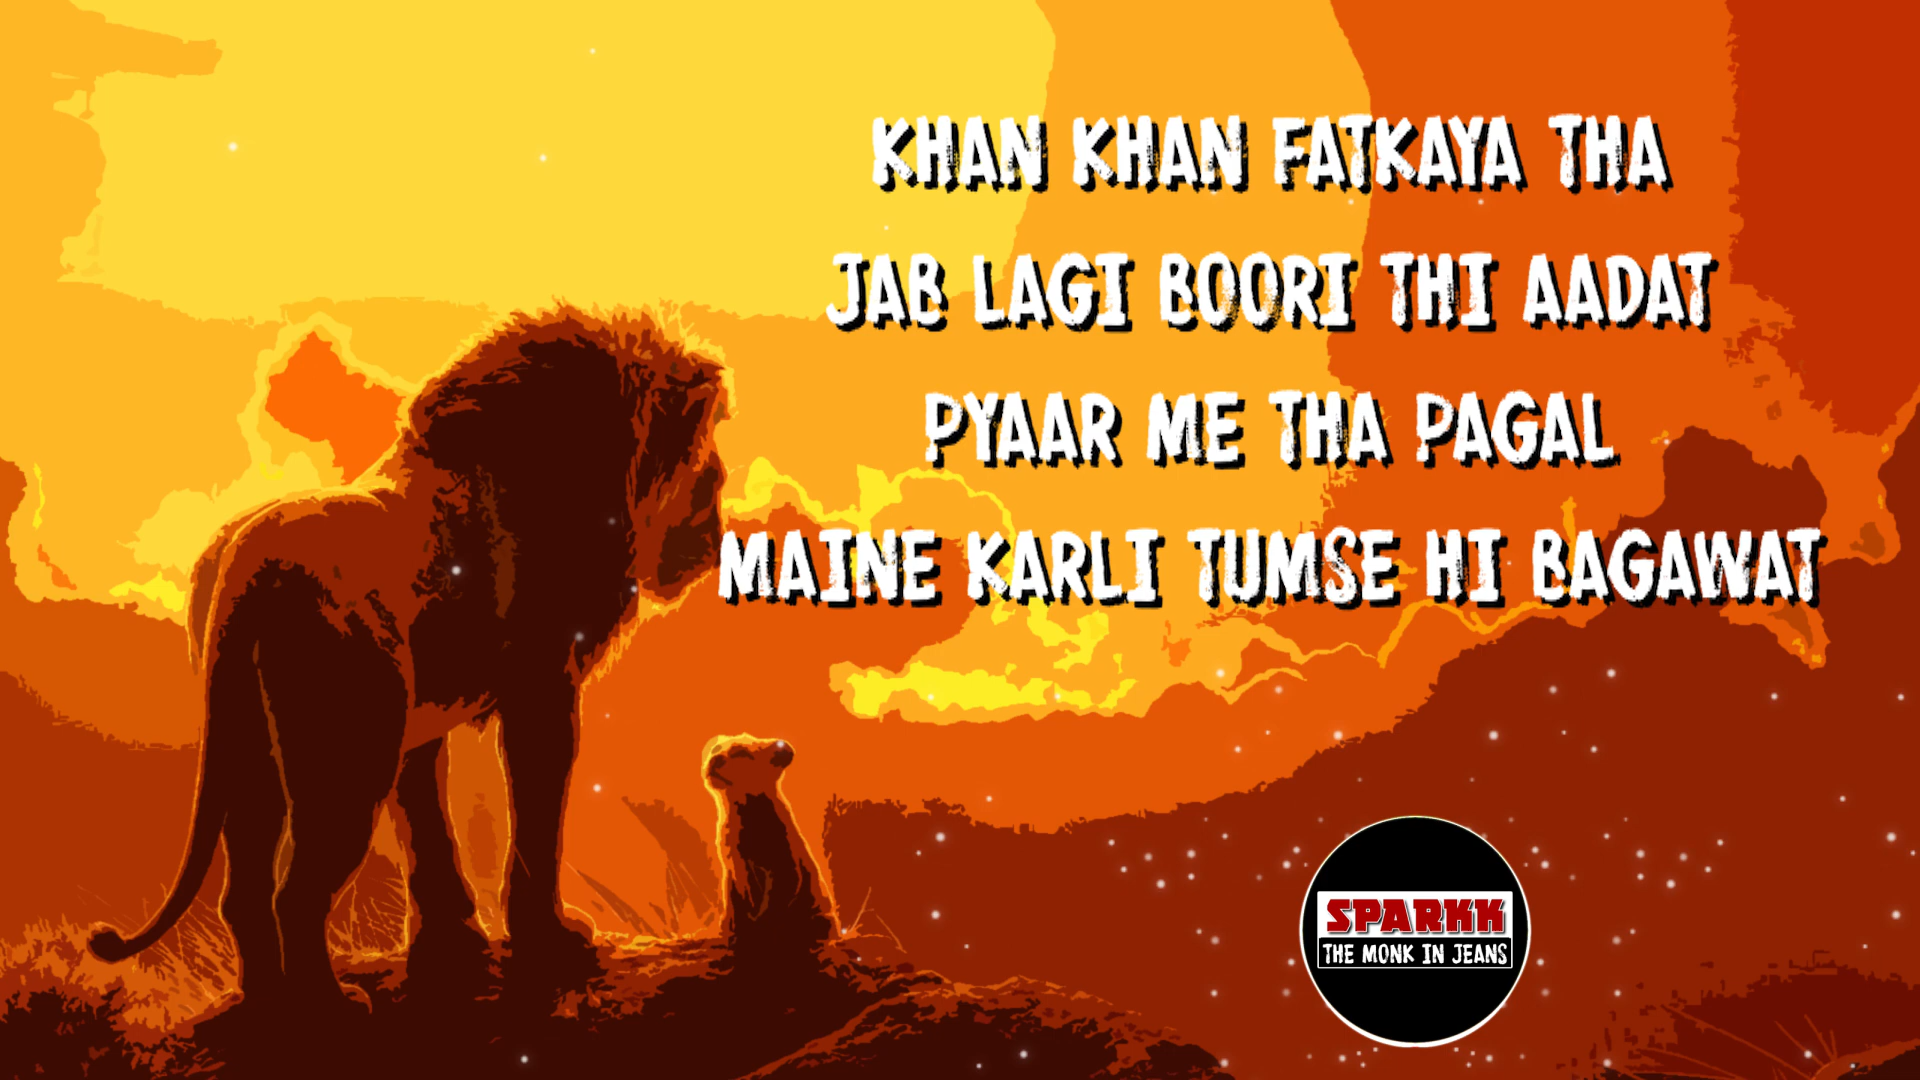 KHAN KHAN FATKAYA THA
JAB LAGI BOORI THI AADAT
PYAAR ME THA PAGAL
MAINE KARLI TUMSE HI BAGAWAT
SPARKK
THE MONK IN JEANS